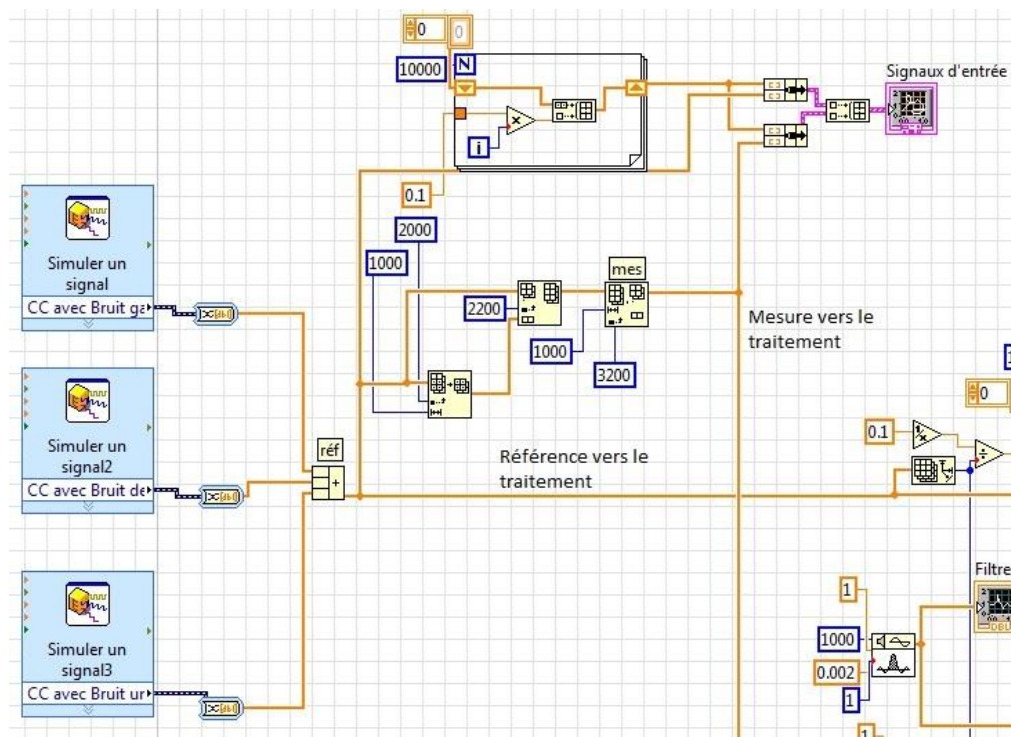 0
0
10000
N
i
0.1
Signaux d'entrée
2000
1000
mes
2200
1000
3200
Mesure vers le
traitement
Simuler un
signal
CC avec Bruit ga
Simuler un
signal2
CC avec Bruit de
réf
Référence vers le
traitement
0
0.1
1/x
Simuler un
signal3
CC avec Bruit ur
Filtre
DBL
1
1000
0.002
1
1